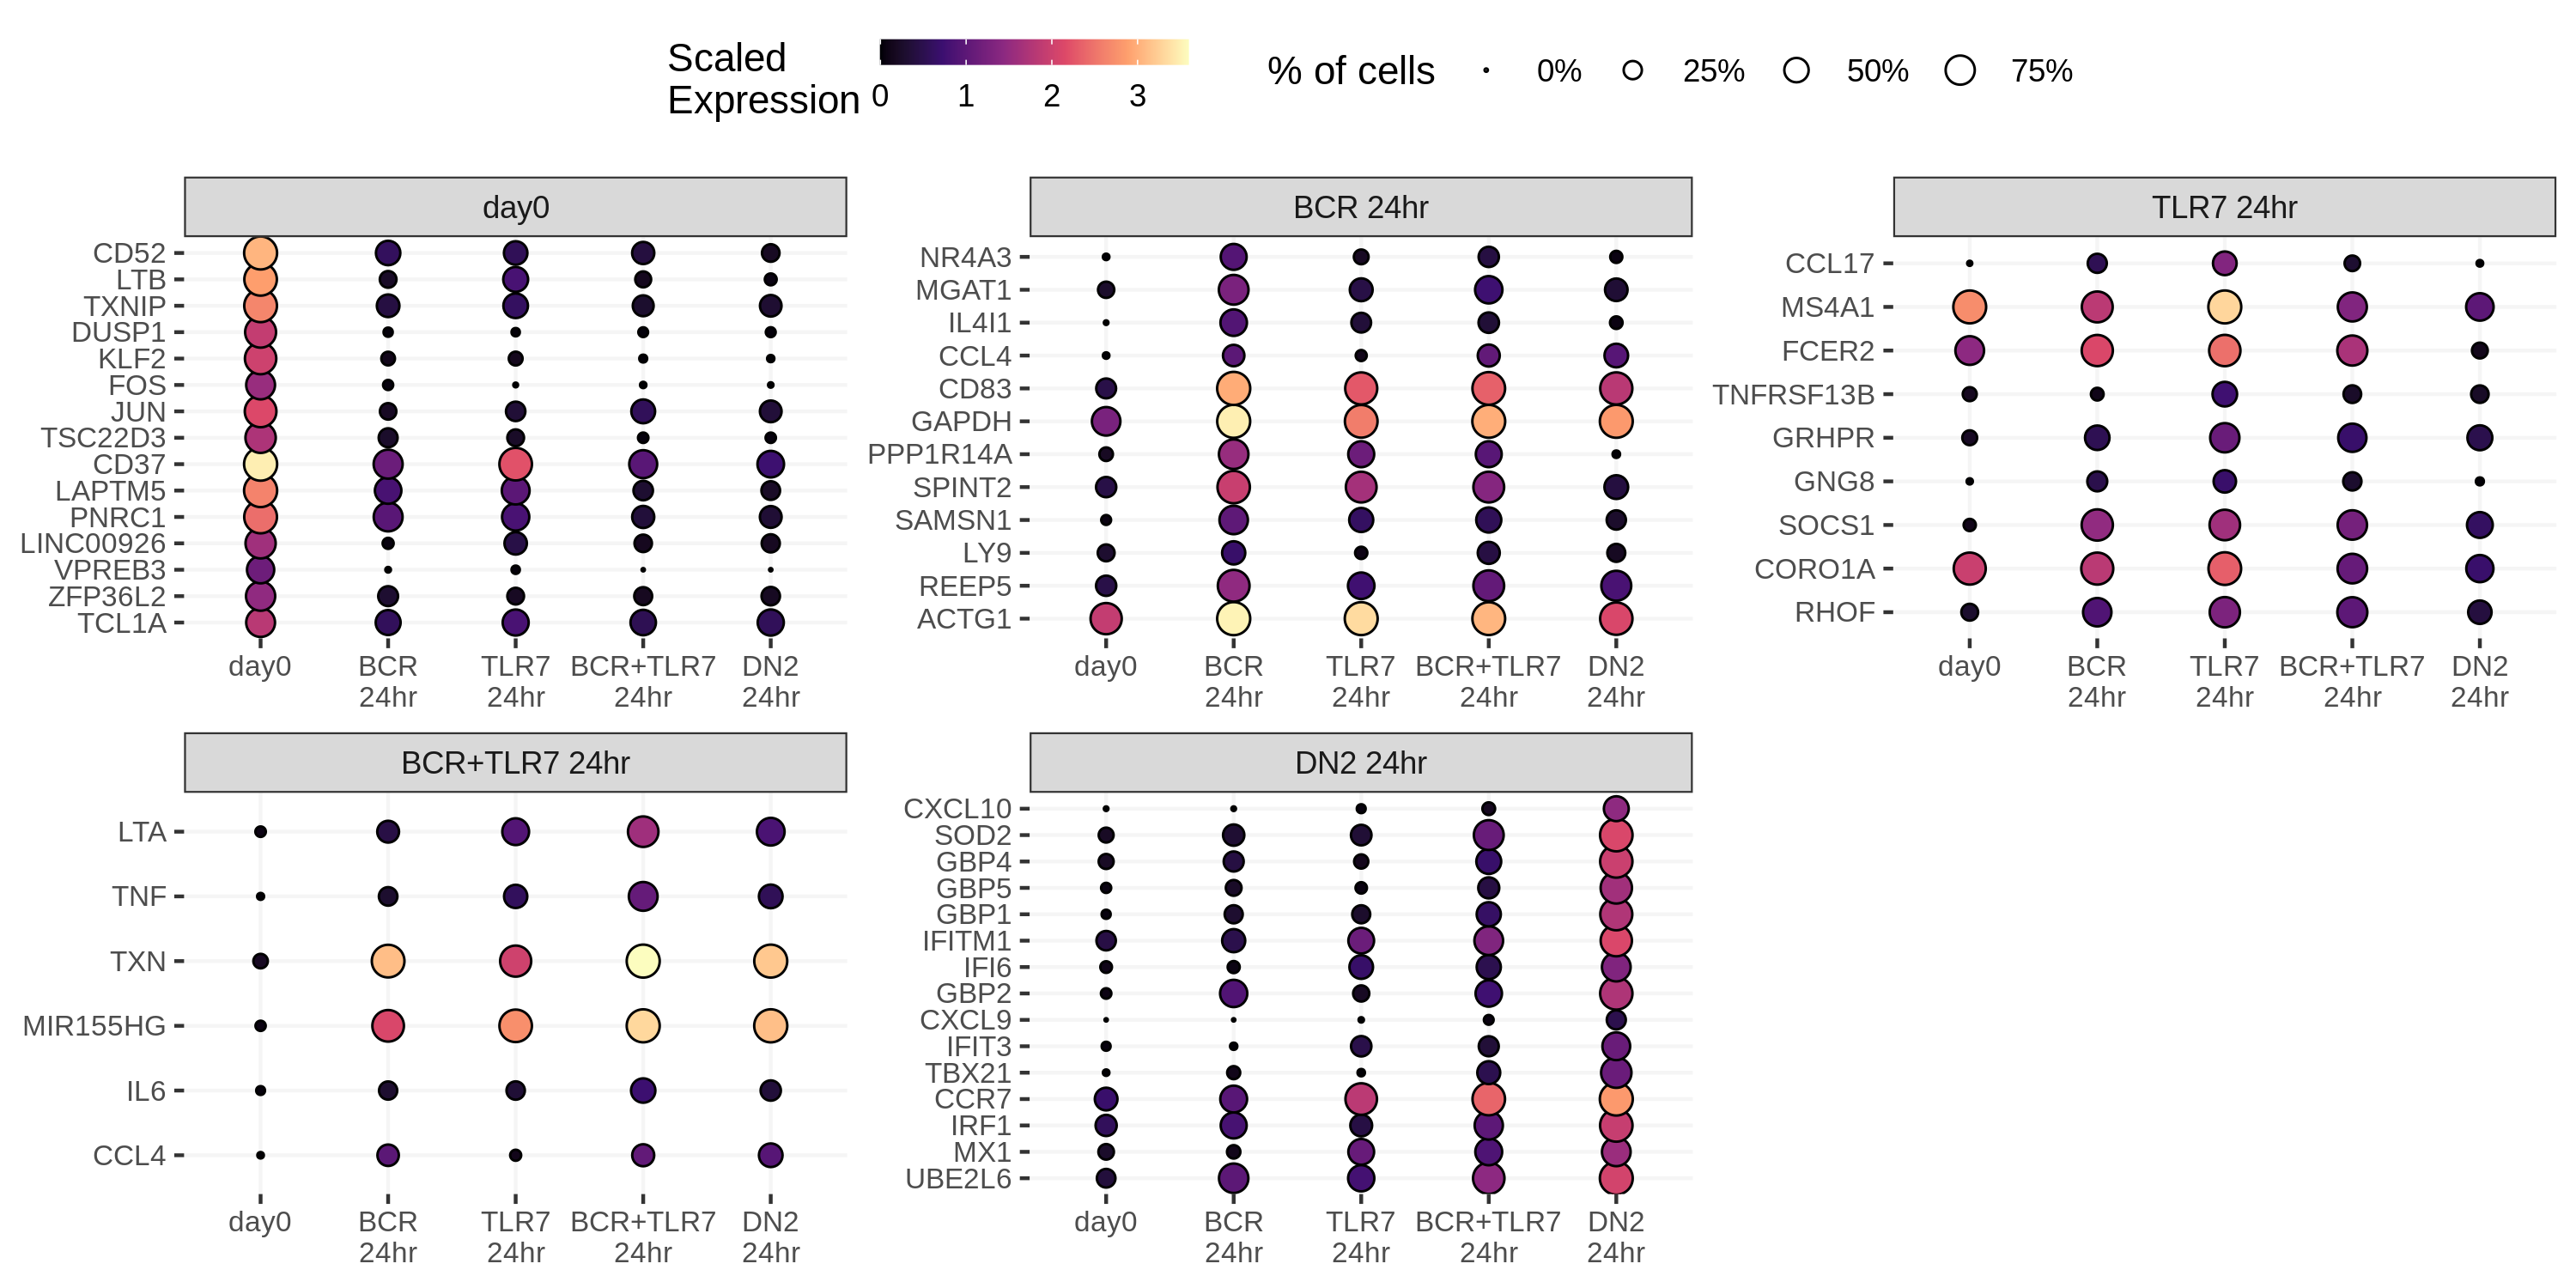 Scaled
Expression
0 1 2 3
% of cells 0% 25% 50% 75%
day0
CD52
LTB
TXNIP
DUSP1
KLF2
FOS
JUN
TSC22D3
CD37
LAPTM5
PNRC1
LINC00926
VPREB3
ZFP36L2
TCL1A
day0 BCR TLR7 BCR+TLR7 DN2
24hr 24hr 24hr 24hr
BCR 24hr
NR4A3
MGAT1
IL4I1
CCL4
CD83
GAPDH
PPP1R14A
SPINT2
SAMSN1
LY9
REEP5
ACTG1
day0 BCR TLR7 BCR+TLR7 DN2
24hr 24hr 24hr 24hr
TLR7 24hr
CCL17
MS4A1
FCER2
TNFRSF13B
GRHPR
GNG8
SOCS1
CORO1A
RHOF
day0 BCR TLR7 BCR+TLR7 DN2
24hr 24hr 24hr 24hr
BCR+TLR7 24hr
LTA
TNF
TXN
MIR155HG
IL6
CCL4
day0 BCR TLR7 BCR+TLR7 DN2
24hr 24hr 24hr 24hr
DN2 24hr
CXCL10
SOD2
GBP4
GBP5
GBP1
IFITM1
IFI6
GBP2
CXCL9
IFIT3
TBX21
CCR7
IRF1
MX1
UBE2L6
day0 BCR TLR7 BCR+TLR7 DN2
24hr 24hr 24hr 24hr